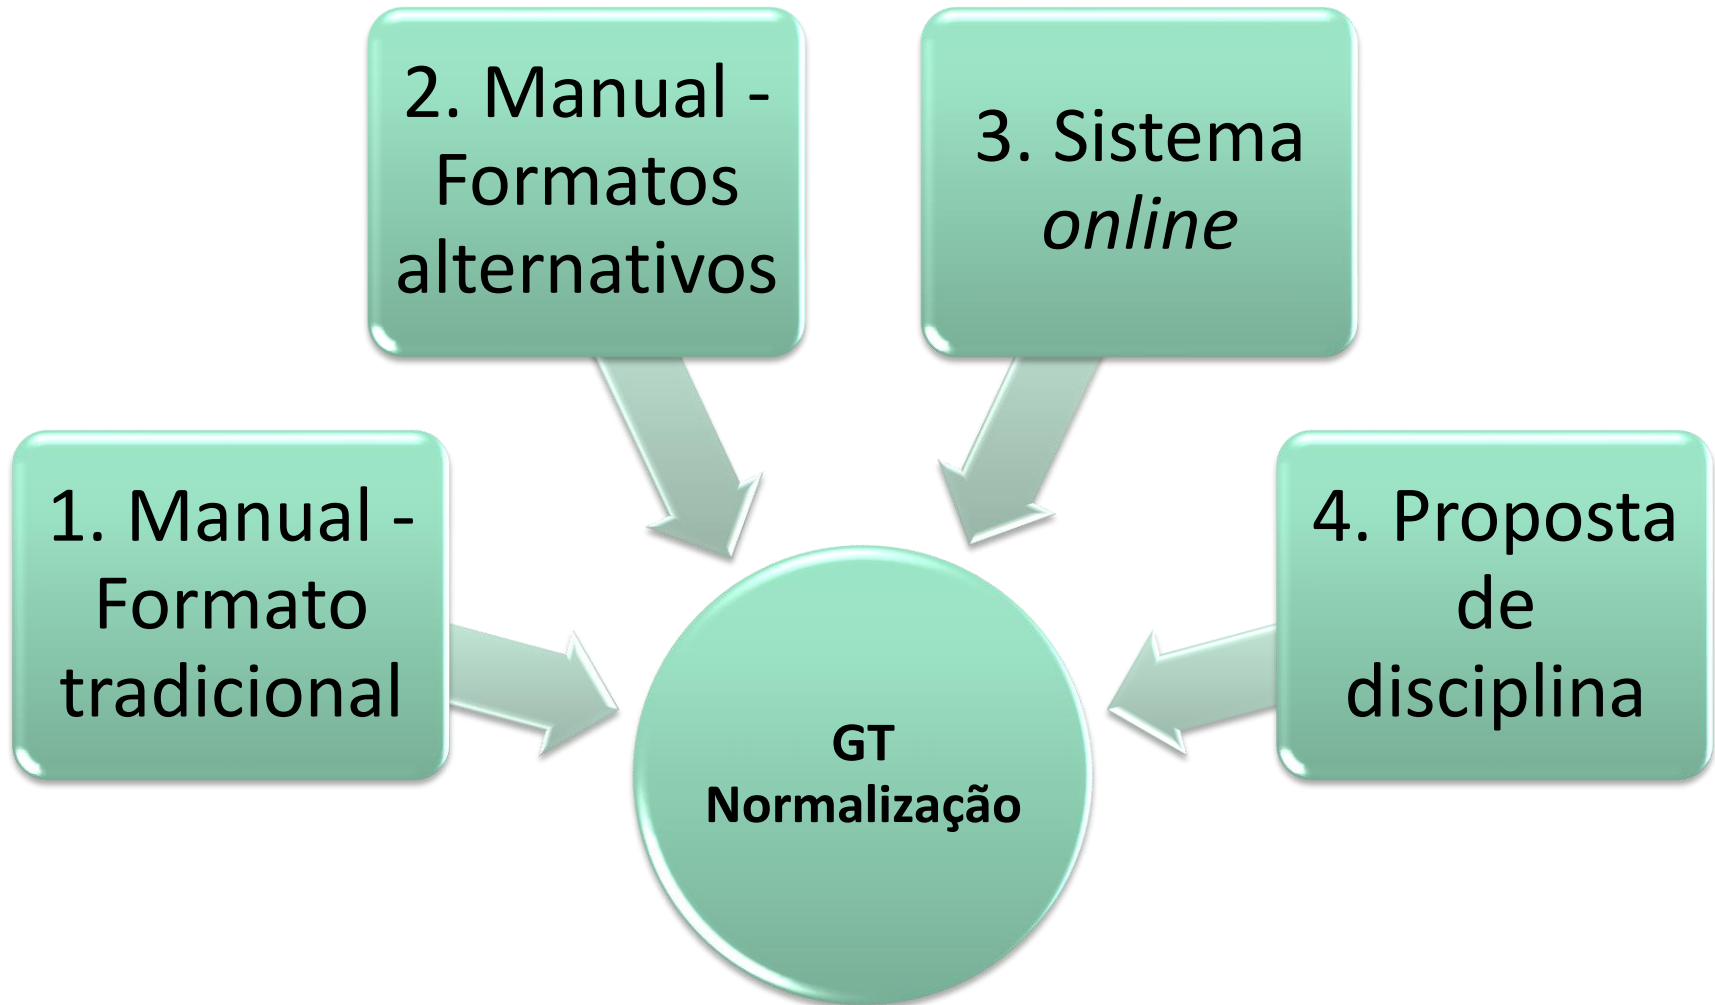 1. Manual -
Formato
tradicional
2. Manual -
Formatos
alternativos
3. Sistema
online
4. Proposta
de
disciplina
GT
Normalização